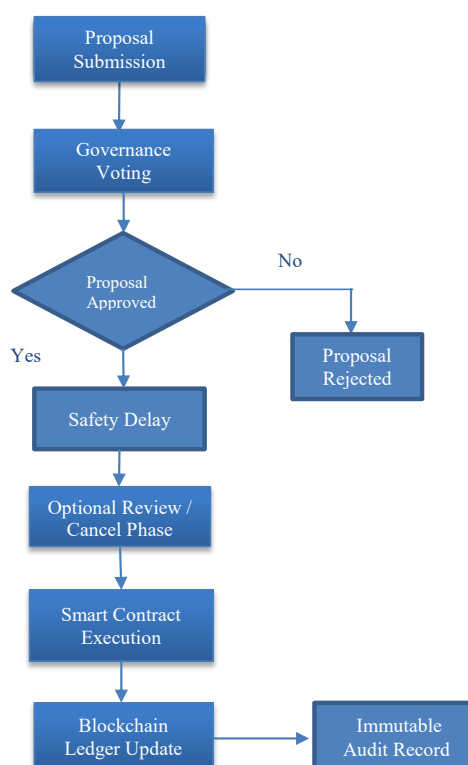 Proposal
Submission
Governance
Voting
Proposal
Approved
No
Yes
Proposal
Rejected
Safety Delay
Optional Review /
Cancel Phase
Smart Contract
Execution
Blockchain
Ledger Update
Immutable
Audit Record